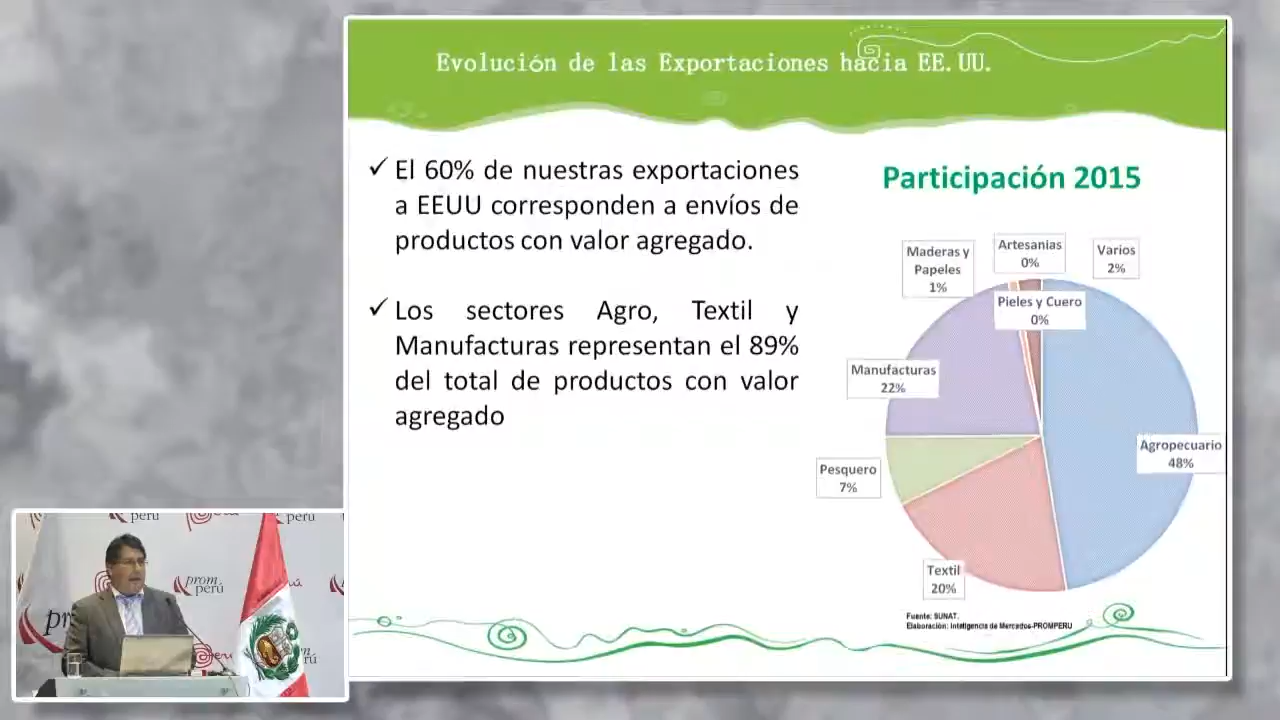 Evolución de las Exportaciones hacia EE.UU.
✓ El 60% de nuestras exportaciones
a EEUU corresponden a envíos de
productos con valor agregado.
✓ Los sectores Agro, Textil y
Manufacturas representan el 89%
del total de productos con valor
agregado
Participación 2015
Maderas y
Papeles
1%
Artesanias
0%
Varios
2%
Pieles y Cuero
0%
Manufacturas
22%
Agropecuario
48%
Pesquero
7%
Textil
20%
Fuente: SUNAT.
Elaboración: Inteligencia de Mercados-PROMPERU
perú
perú
prom
perú